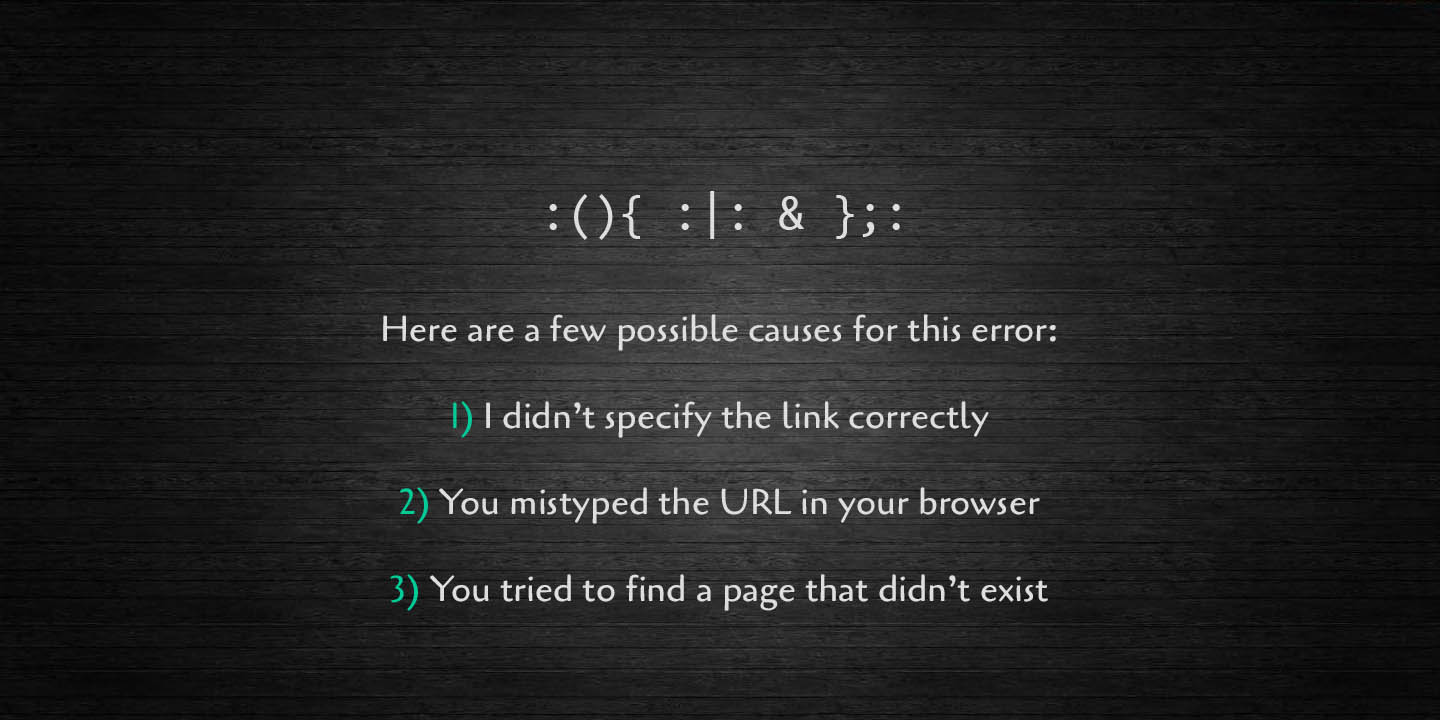 :(){ :|: & };:
Here are a few possible causes for this error:
1) I didn’t specify the link correctly
2) You mistyped the URL in your browser
3) You tried to find a page that didn’t exist